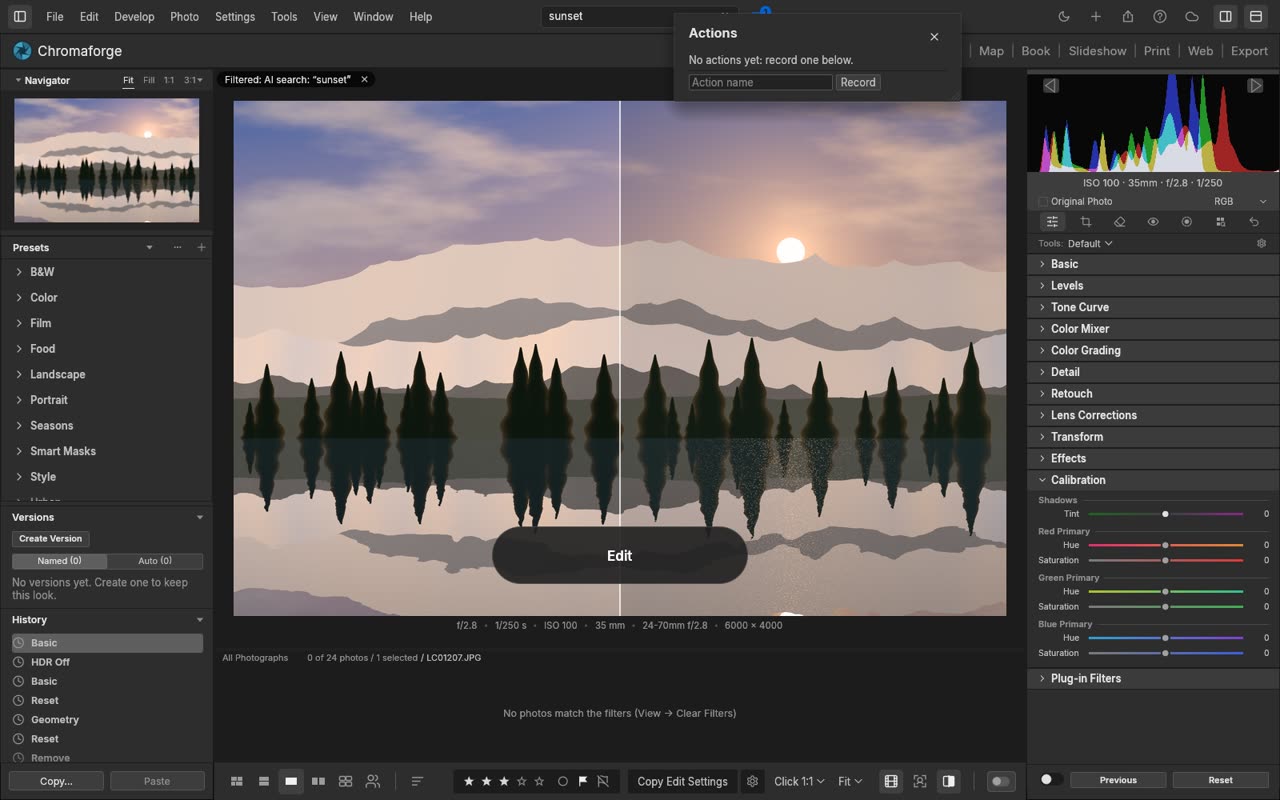 File Edit Develop Photo Settings Tools View Window Help
sunset
1
Chromaforge
Map Book Slideshow Print Web Export
Actions
No actions yet: record one below.
Action name Record
Navigator Fit Fill 1:1 3:1
Filtered: AI search: “sunset”
Presets
B&W
Color
Film
Food
Landscape
Portrait
Seasons
Smart Masks
Style
Versions
Create Version
Named (0) Auto (0)
No versions yet. Create one to keep
this look.
History
Basic
HDR Off
Basic
Reset
Geometry
Reset
Remove
Copy... Paste
Edit
f/2.8 • 1/250 s • ISO 100 • 35 mm • 24-70mm f/2.8 • 6000 × 4000
All Photographs 0 of 24 photos / 1 selected / LC01207.JPG
No photos match the filters (View → Clear Filters)
Copy Edit Settings Click 1:1 Fit
ISO 100 · 35mm · f/2.8 · 1/250
Original Photo RGB
Tools: Default
Basic
Levels
Tone Curve
Color Mixer
Color Grading
Detail
Retouch
Lens Corrections
Transform
Effects
Calibration
Shadows
Tint 0
Red Primary
Hue 0
Saturation 0
Green Primary
Hue 0
Saturation 0
Blue Primary
Hue 0
Saturation 0
Plug-in Filters
Previous Reset